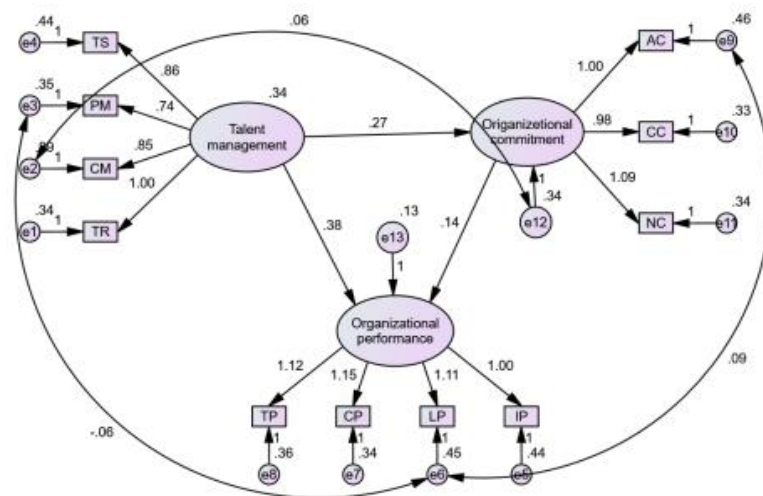 .44
e4
1
TS
.86
.06
AC
1
e9
.46
1.00
.35
e3
1
PM
.74
.34
Talent
management
.27
Origanizetional
commitment
.98
CC
1
e10
.33
e2
1
CM
.85
1.00
1.09
.34
e1
1
TR
1
.34
e12
NC
1
e11
.34
.38
.13
e13
1
.14
Organizational
performance
.09
-.06
1.12
1.15
1.11
1.00
TP
CP
LP
IP
1
1
1
1
.36
.34
.45
.44
e8
e7
e6
e5